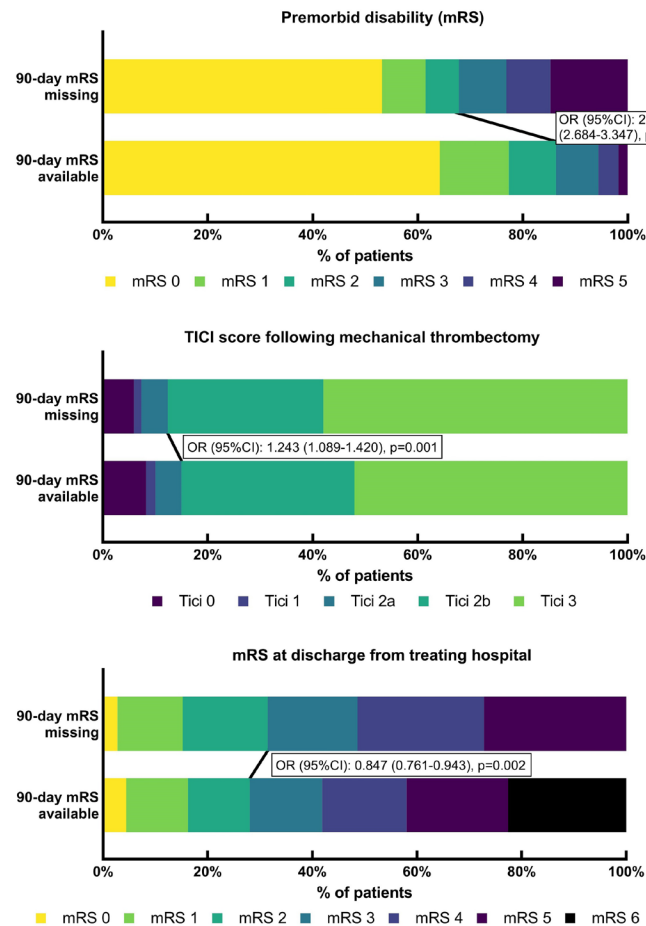 Premorbid disability (mRS)
90-day mRS
missing
OR (95%CI): 2
(2.684-3.347), p
90-day mRS
available
0% 20% 40% 60% 80% 100%
% of patients
mRS 0 mRS 1 mRS 2 mRS 3 mRS 4 mRS 5
TICI score following mechanical thrombectomy
90-day mRS
missing
OR (95%CI): 1.243 (1.089-1.420), p=0.001
90-day mRS
available
0% 20% 40% 60% 80% 100%
% of patients
Tici 0 Tici 1 Tici 2a Tici 2b Tici 3
mRS at discharge from treating hospital
90-day mRS
missing
OR (95%CI): 0.847 (0.761-0.943), p=0.002
90-day mRS
available
0% 20% 40% 60% 80% 100%
% of patients
mRS 0 mRS 1 mRS 2 mRS 3 mRS 4 mRS 5 mRS 6